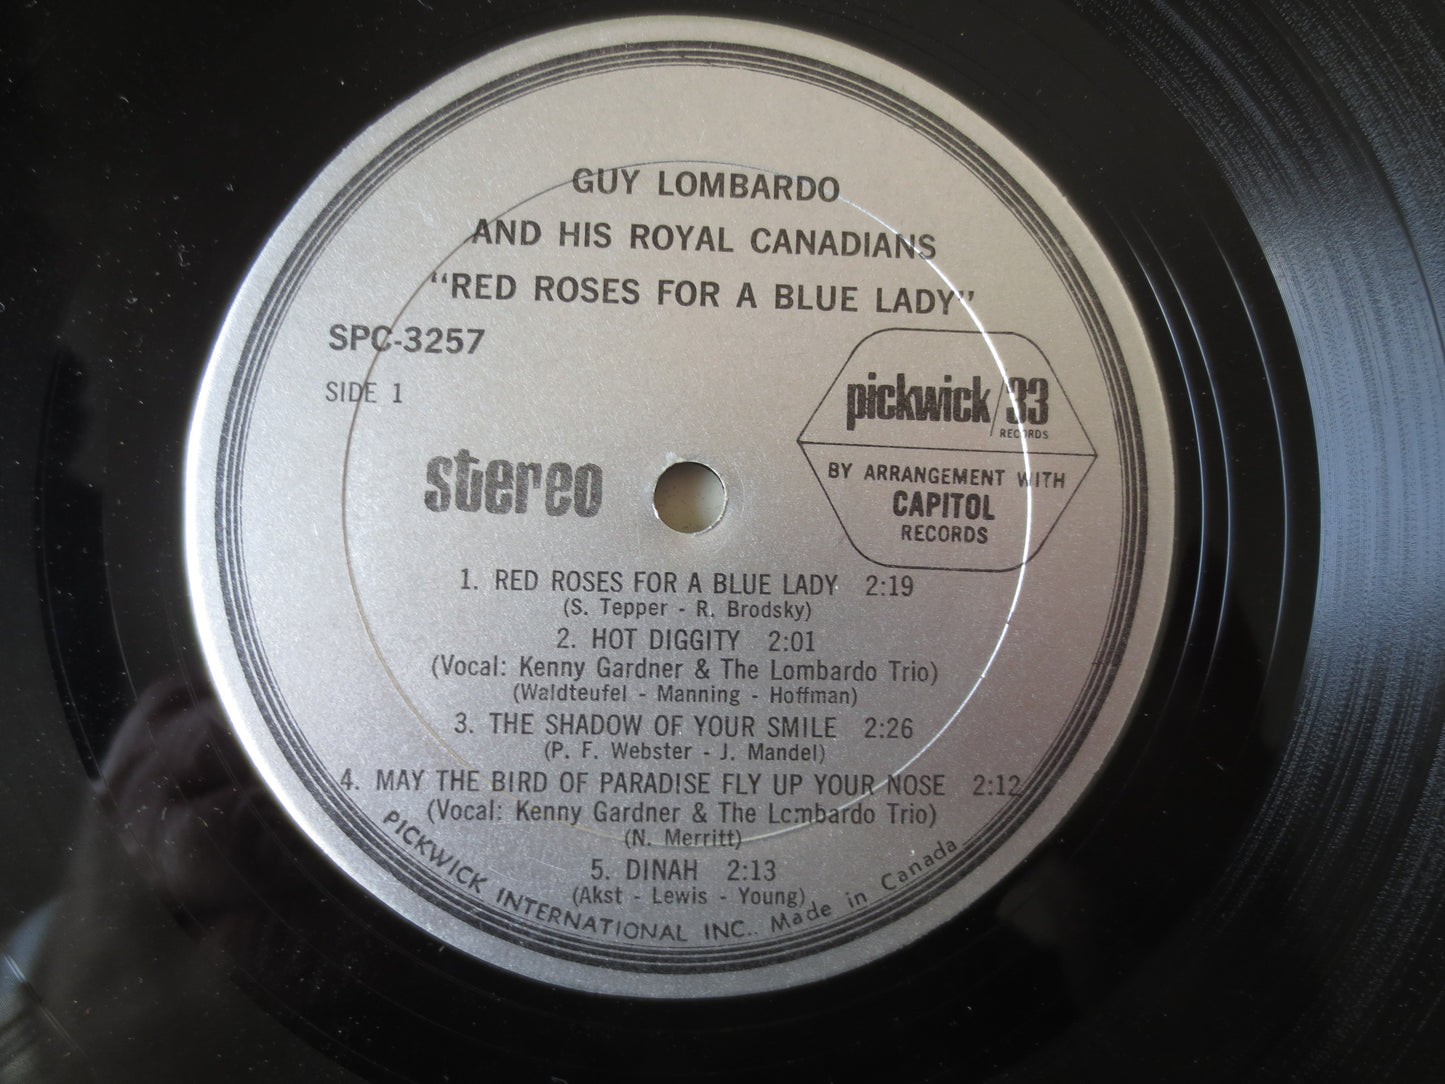 GUY LOMBARDO
AND HIS ROYAL CANADIANS
"RED ROSES FOR A BLUE LADY"
SPC-3257
SIDE 1
stereo
pickwick/33
RECORDS
BY ARRANGEMENT WITH
CAPITOL
RECORDS
1. RED ROSES FOR A BLUE LADY 2:19
(S. Tepper - R. Brodsky)
2. HOT DIGGITY 2:01
(Vocal: Kenny Gardner & The Lombardo Trio)
(Waldteufel - Manning - Hoffman)
3. THE SHADOW OF YOUR SMILE 2:26
(P. F. Webster - J. Mandel)
4. MAY THE BIRD OF PARADISE FLY UP YOUR NOSE 2:12
(Vocal: Kenny Gardner & The Lombardo Trio)
(N. Merritt)
5. DINAH 2:13
(Akst - Lewis - Young)
PICKWICK INTERNATIONAL INC.. Made in Canada